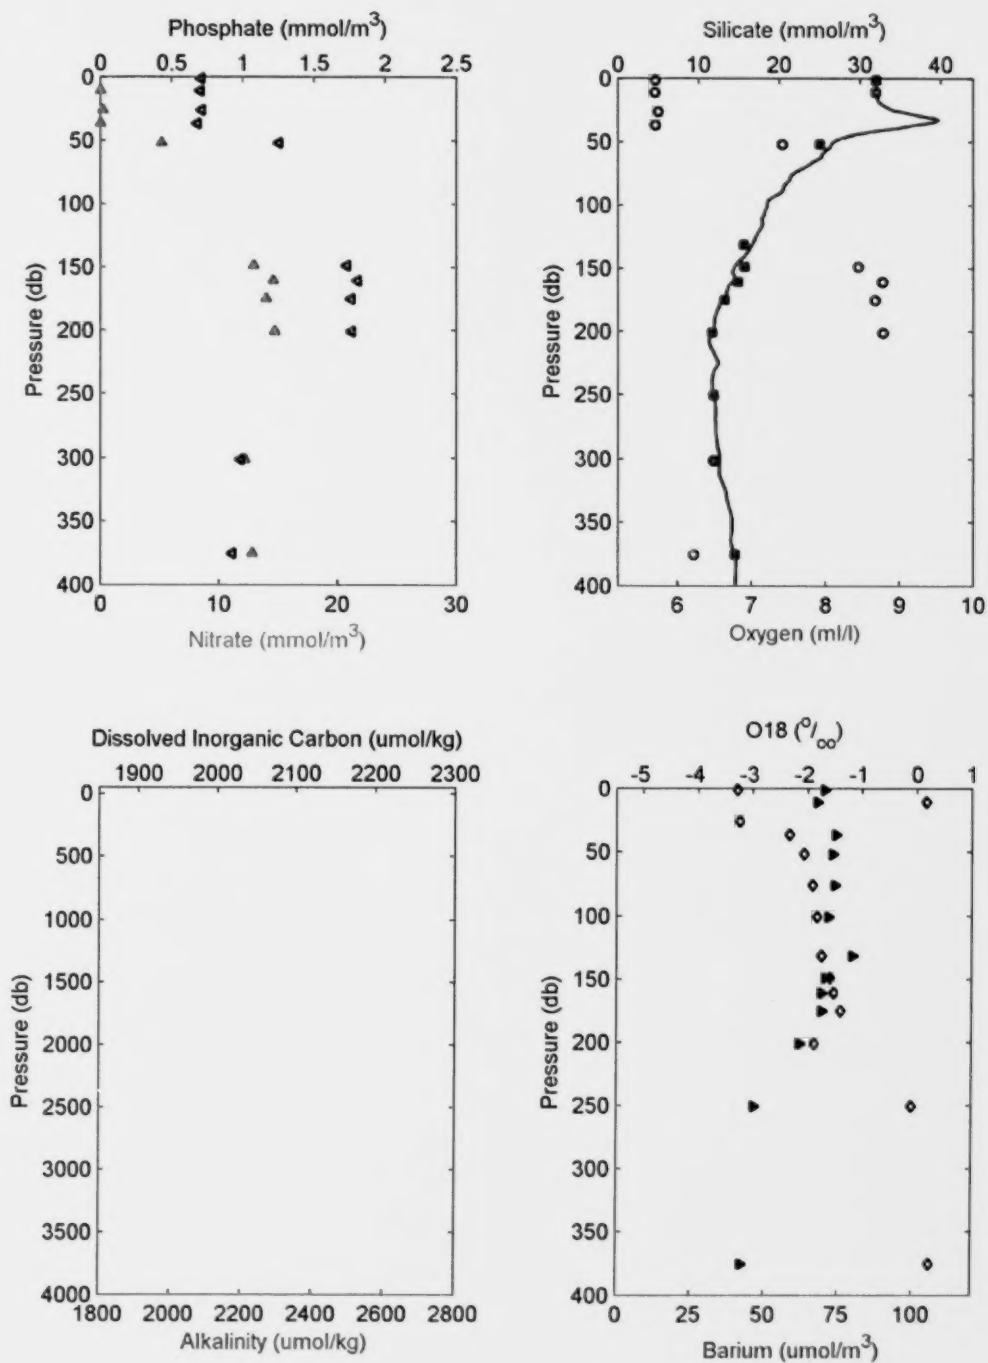 Phosphate (mmol/m3)
0 0.5 1 1.5 2 2.5
0
50
100
150
200
250
300
350
400
Pressure (db)
0 10 20 30
Nitrate (mmol/m3)
Silicate (mmol/m3)
0 10 20 30 40
0
50
100
150
200
250
300
350
400
Pressure (db)
6 7 8 9 10
Oxygen (ml/l)
Dissolved Inorganic Carbon (umol/kg)
1900 2000 2100 2200 2300
0
500
1000
1500
2000
2500
3000
3500
4000
Pressure (db)
1800 2000 2200 2400 2600 2800
Alkalinity (umol/kg)
O18 (o/oo)
-5 -4 -3 -2 -1 0 1
0
50
100
150
200
250
300
350
400
Pressure (db)
0 25 50 75 100
Barium (umol/m3)